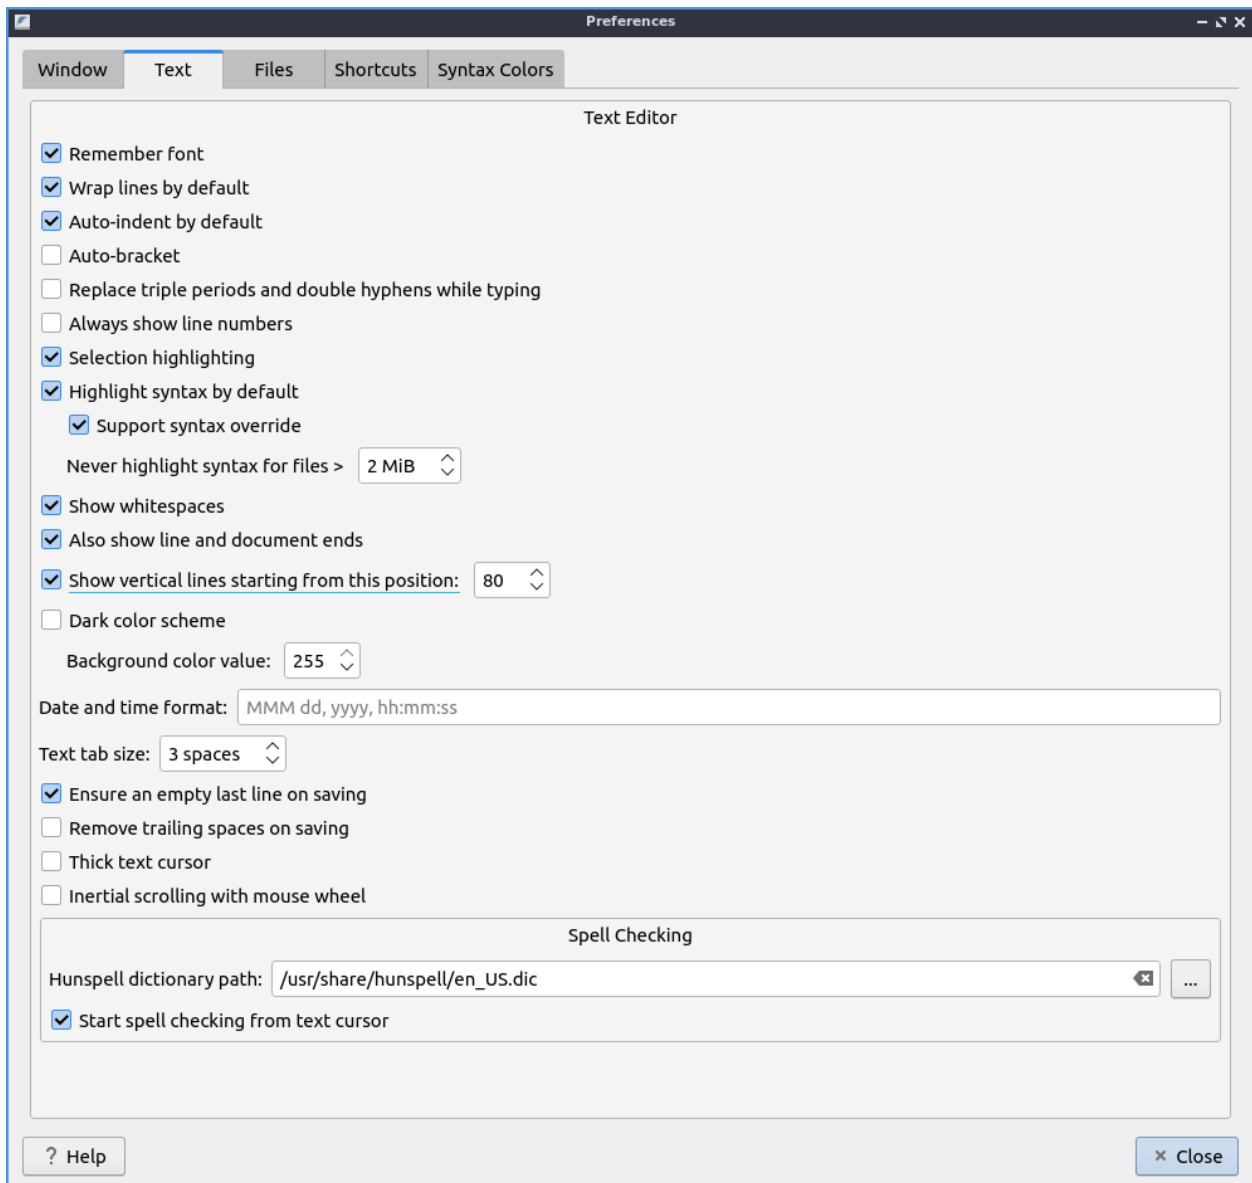 Preferences
Window Text Files Shortcuts Syntax Colors
Text Editor
Remember font
Wrap lines by default
Auto-indent by default
Auto-bracket
Replace triple periods and double hyphens while typing
Always show line numbers
Selection highlighting
Highlight syntax by default
Support syntax override
Never highlight syntax for files > 2 MiB
Show whitespaces
Also show line and document ends
Show vertical lines starting from this position: 80
Dark color scheme
Background color value: 255
Date and time format: MMM dd, yyyy, hh:mm:ss
Text tab size: 3 spaces
Ensure an empty last line on saving
Remove trailing spaces on saving
Thick text cursor
Inertial scrolling with mouse wheel
Spell Checking
Hunspell dictionary path: /usr/share/hunspell/en_US.dic ...
Start spell checking from text cursor
? Help × Close